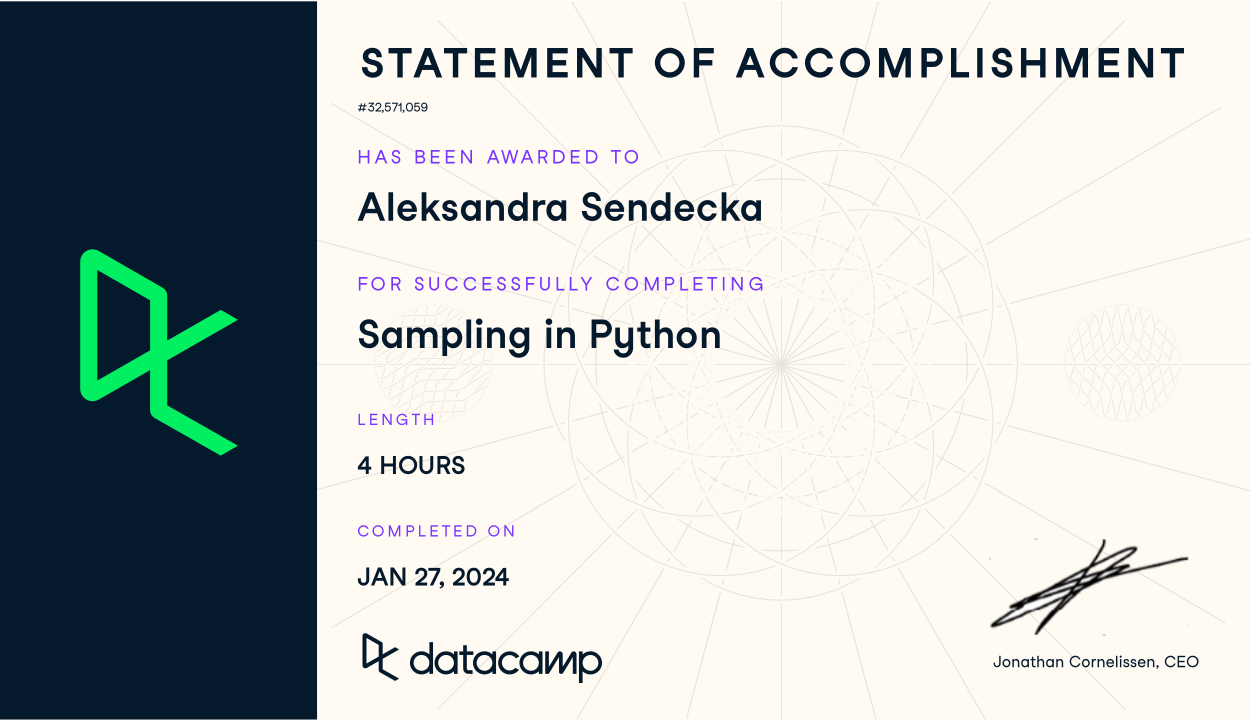 STATEMENT OF ACCOMPLISHMENT
#32,571,059
HAS BEEN AWARDED TO
Aleksandra Sendecka
FOR SUCCESSFULLY COMPLETING
Sampling in Python
LENGTH
4 HOURS
COMPLETED ON
JAN 27, 2024
datacamp
Jonathan Cornelissen, CEO